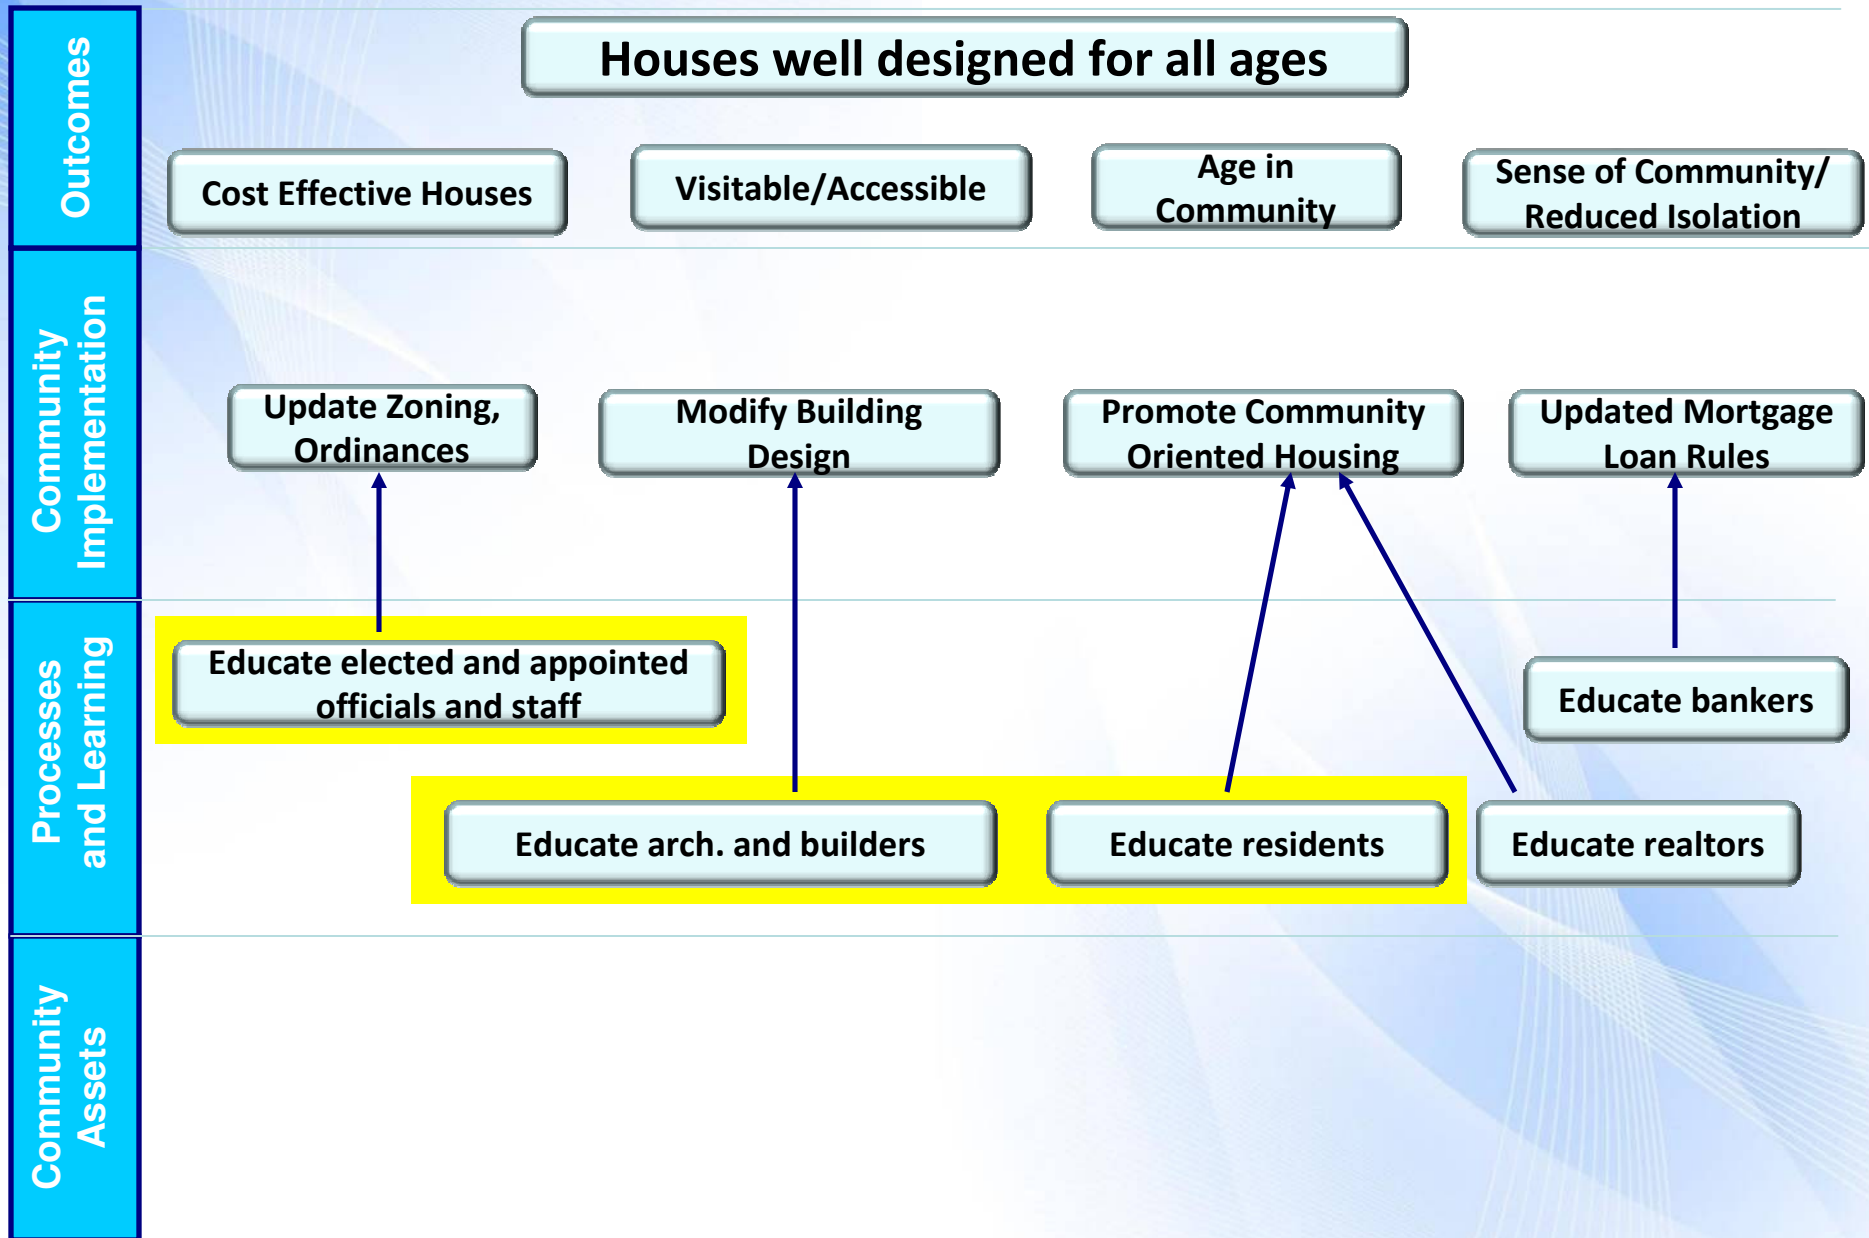 Outcomes
Houses well designed for all ages
Cost Effective Houses
Visitable/Accessible
Age in
Community
Sense of Community/
Reduced Isolation
Community
Implementation
Update Zoning,
Ordinances
Modify Building
Design
Promote Community
Oriented Housing
Updated Mortgage
Loan Rules
Processes
and Learning
Educate elected and appointed
officials and staff
Educate bankers
Educate arch. and builders
Educate residents
Educate realtors
Community
Assets